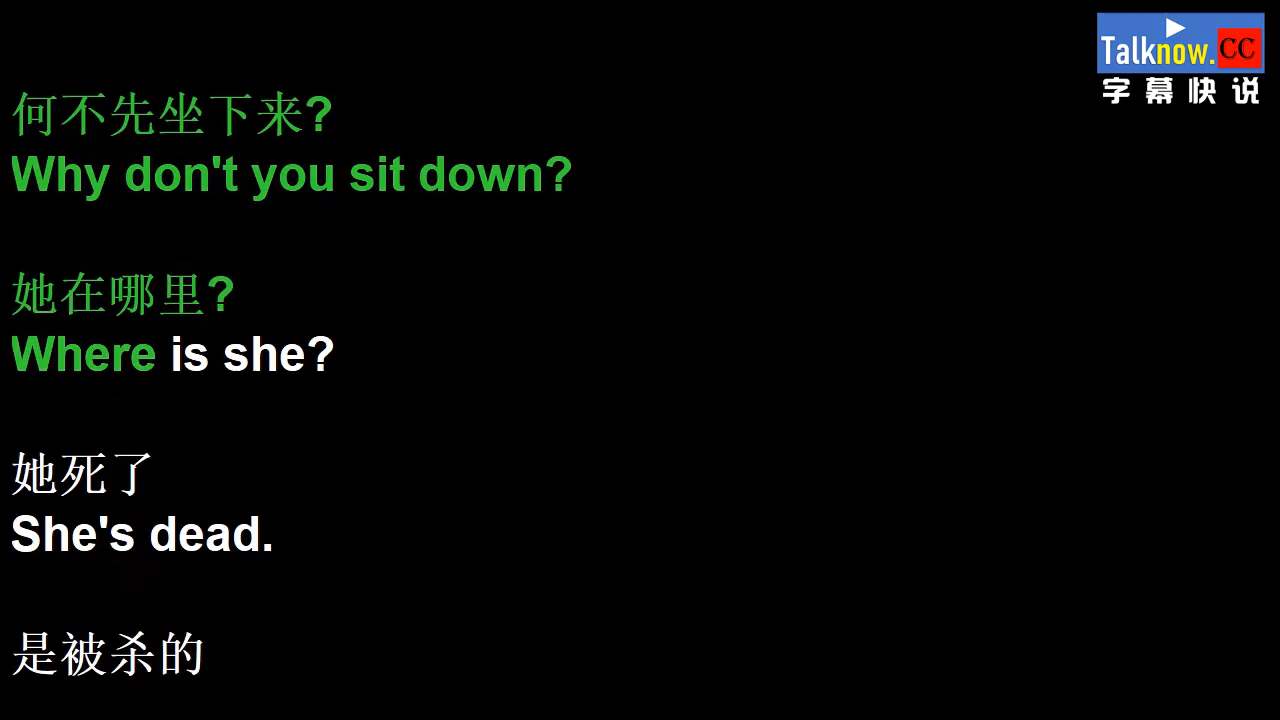 Talknow.CC
字幕快说
何不先坐下来?
Why don't you sit down?
她在哪里?
Where is she?
她死了
She's dead.
是被杀的